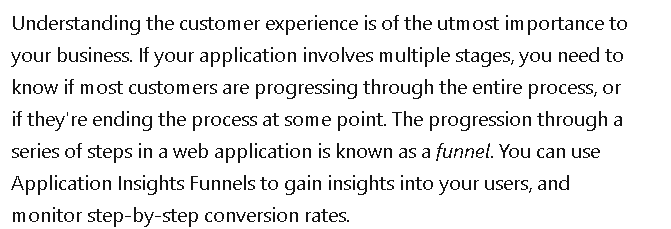 Understanding the customer experience is of the utmost importance to
your business. If your application involves multiple stages, you need to
know if most customers are progressing through the entire process, or
if they're ending the process at some point. The progression through a
series of steps in a web application is known as a funnel. You can use
Application Insights Funnels to gain insights into your users, and
monitor step-by-step conversion rates.